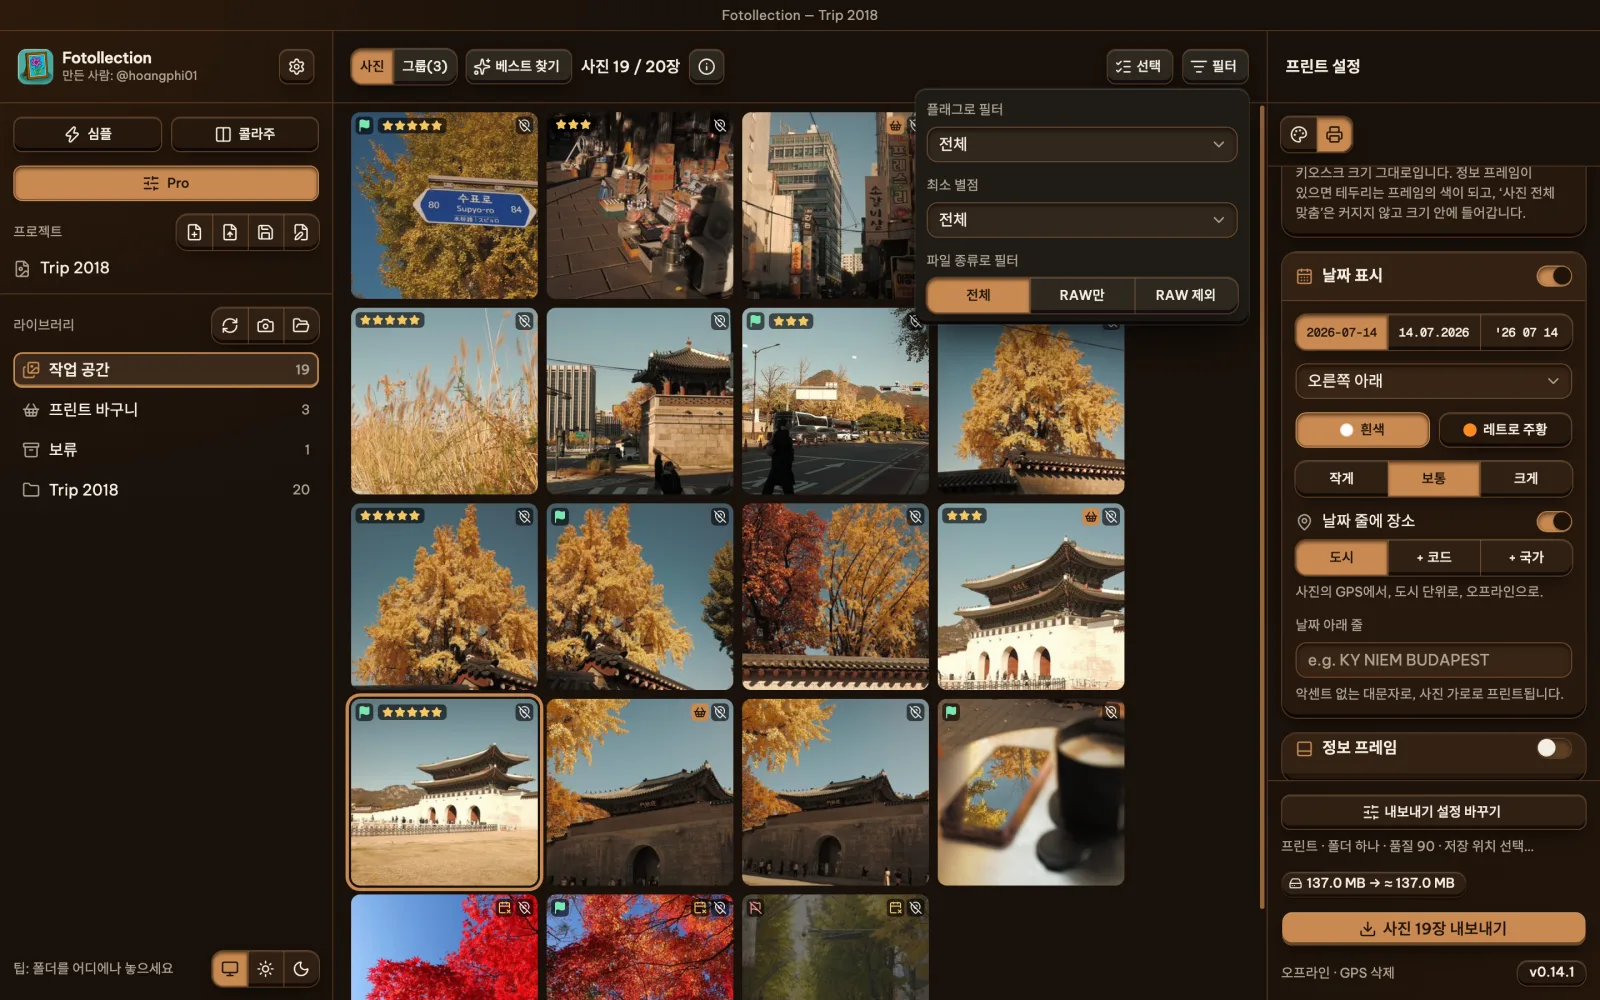 Fotollection — Trip 2018
Fotollection
만든 사람: @hoangphi01
심플
콜라주
Pro
프로젝트
Trip 2018
라이브러리
작업 공간 19
프린트 바구니 3
보류 1
Trip 2018 20
팁: 폴더를 어디에나 놓으세요
사진 그룹(3) 베스트 찾기 사진 19 / 20장
선택 필터
플래그로 필터
전체
최소 별점
전체
파일 종류로 필터
전체 RAW만 RAW 제외
수표로
80 Supyo-ro 84
소갈비살
프린트 설정
키오스크 크기 그대로입니다. 정보 프레임이
있으면 테두리는 프레임의 색이 되고, ‘사진 전체
맞춤’은 커지지 않고 크기 안에 들어갑니다.
날짜 표시
2026-07-14 14.07.2026 '26 07 14
오른쪽 아래
흰색 레트로 주황
작게 보통 크게
날짜 줄에 장소
도시 + 코드 + 국가
사진의 GPS에서, 도시 단위로, 오프라인으로.
날짜 아래 줄
e.g. KY NIEM BUDAPEST
악센트 없는 대문자로, 사진 가로로 프린트됩니다.
정보 프레임
내보내기 설정 바꾸기
프린트 · 폴더 하나 · 품질 90 · 저장 위치 선택...
137.0 MB → ≈ 137.0 MB
사진 19장 내보내기
오프라인 · GPS 삭제
v0.14.1